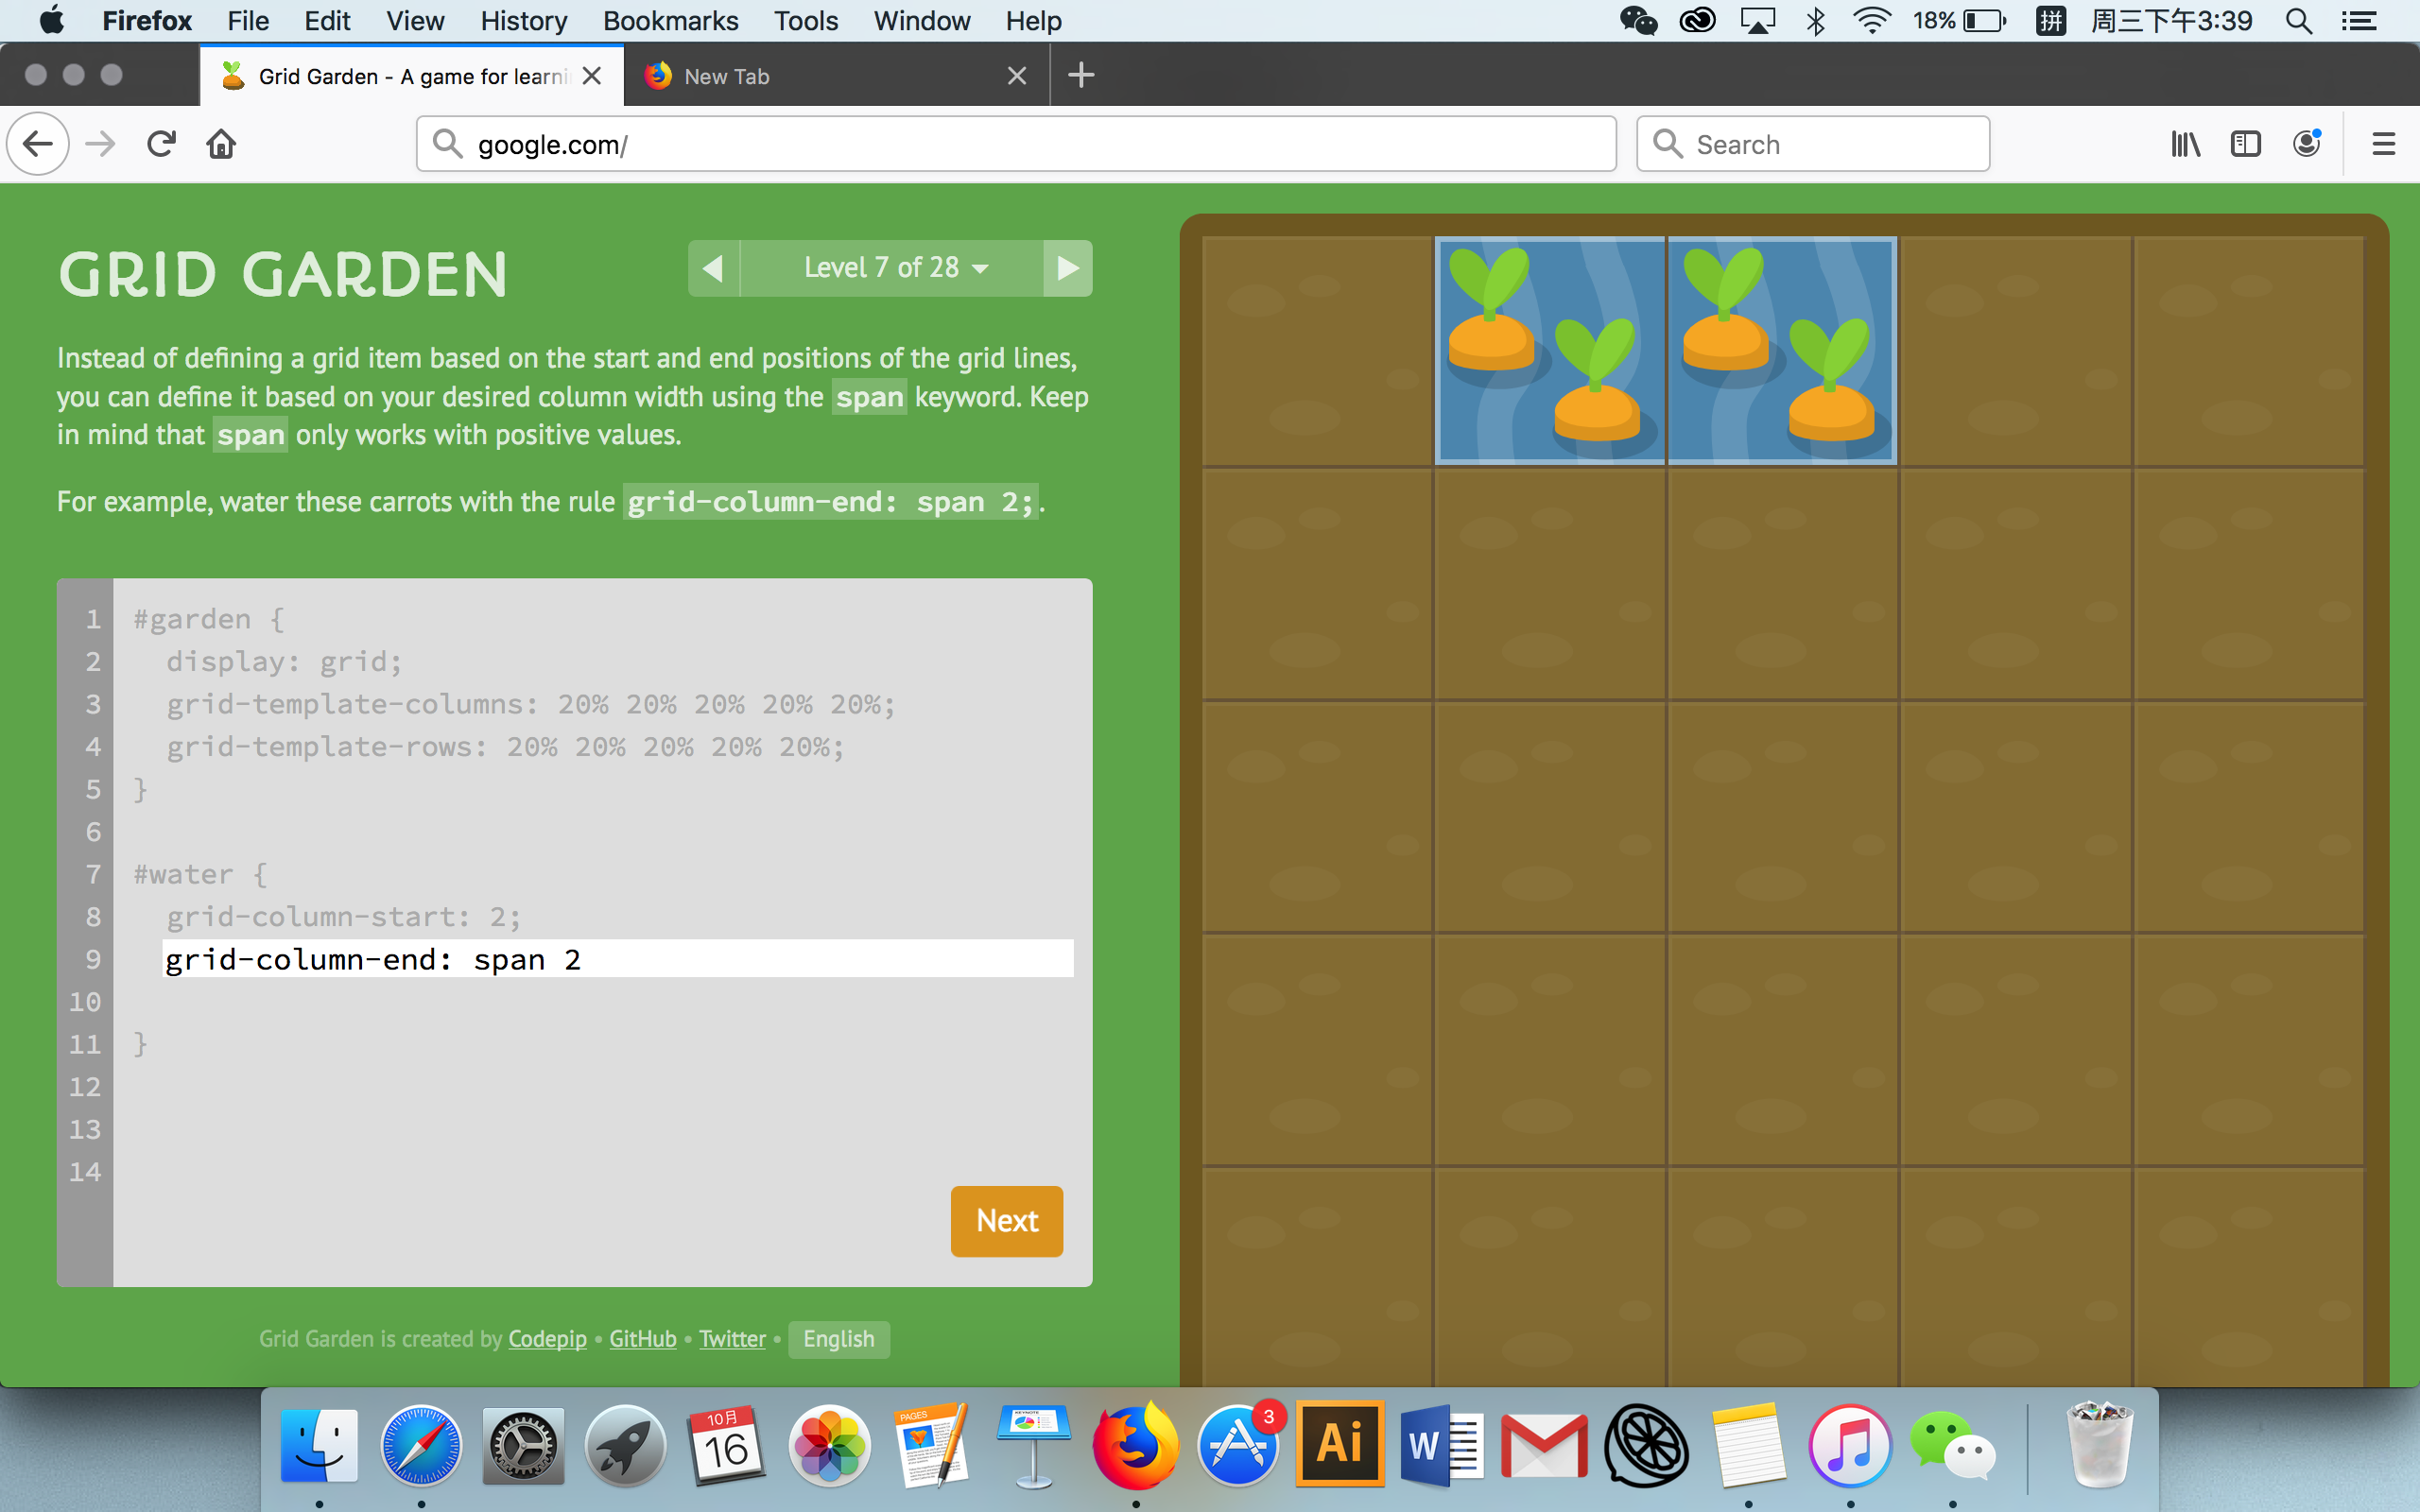 Firefox File Edit View History Bookmarks Tools Window Help 18% 拼 周三下午3:39
Grid Garden - A game for learni New Tab
google.com/ Search
GRID GARDEN
Level 7 of 28
Instead of defining a grid item based on the start and end positions of the grid lines,
you can define it based on your desired column width using the span keyword. Keep
in mind that span only works with positive values.
For example, water these carrots with the rule grid-column-end: span 2;.
1 #garden {
2 display: grid;
3 grid-template-columns: 20% 20% 20% 20% 20%;
4 grid-template-rows: 20% 20% 20% 20% 20%;
5 }
6
7 #water {
8 grid-column-start: 2;
9 grid-column-end: span 2
10
11 }
12
13
14
Next
Grid Garden is created by Codepip • GitHub • Twitter • English
10月
16
PAGES
KEYNOTE
3
Ai
W